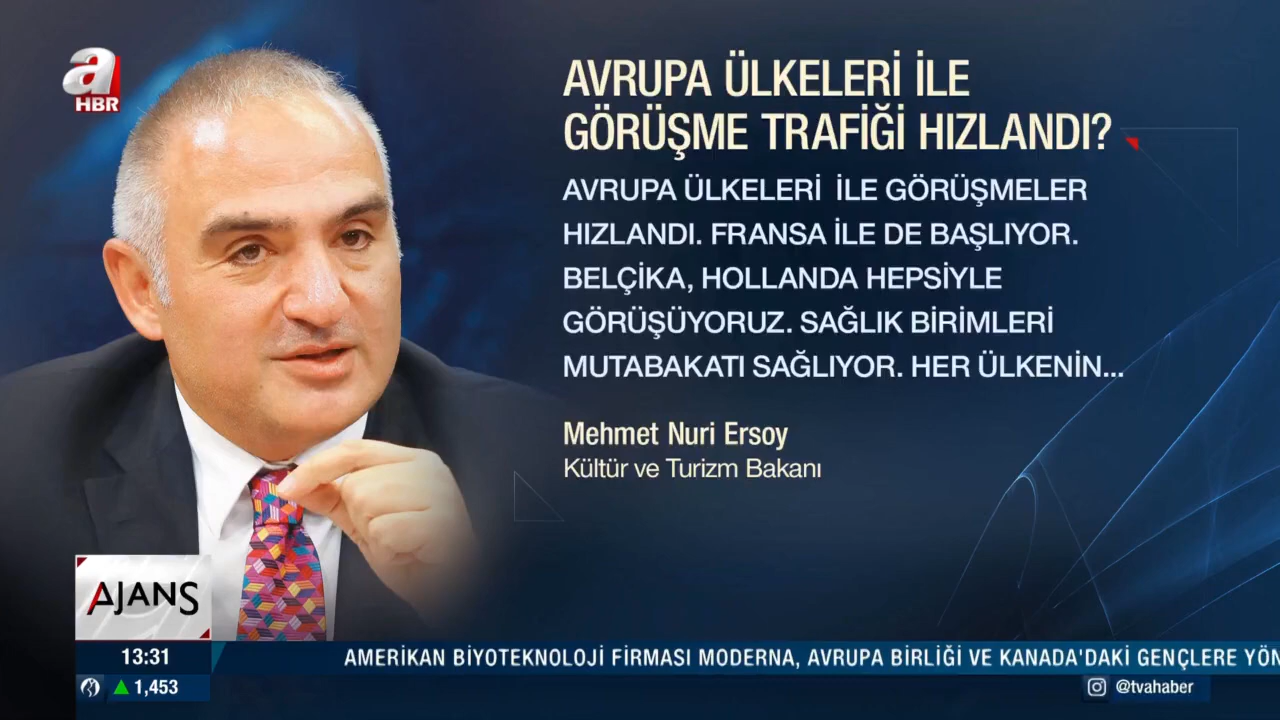 a
HBR
AVRUPA ÜLKELERİ İLE
GÖRÜŞME TRAFİĞİ HIZLANDI?
AVRUPA ÜLKELERİ İLE GÖRÜŞMELER
HIZLANDI. FRANSA İLE DE BAŞLIYOR.
BELÇİKA, HOLLANDA HEPSİYLE
GÖRÜŞÜYORUZ. SAĞLIK BİRİMLERİ
MUTABAKATI SAĞLIYOR. HER ÜLKENİN...
Mehmet Nuri Ersoy
Kültür ve Turizm Bakanı
AJANS
13:31
AMERİKAN BİYOTEKNOLOJİ FİRMASI MODERNA, AVRUPA BİRLİĞİ VE KANADA'DAKİ GENÇLERE YÖN
1,453
@tvahaber